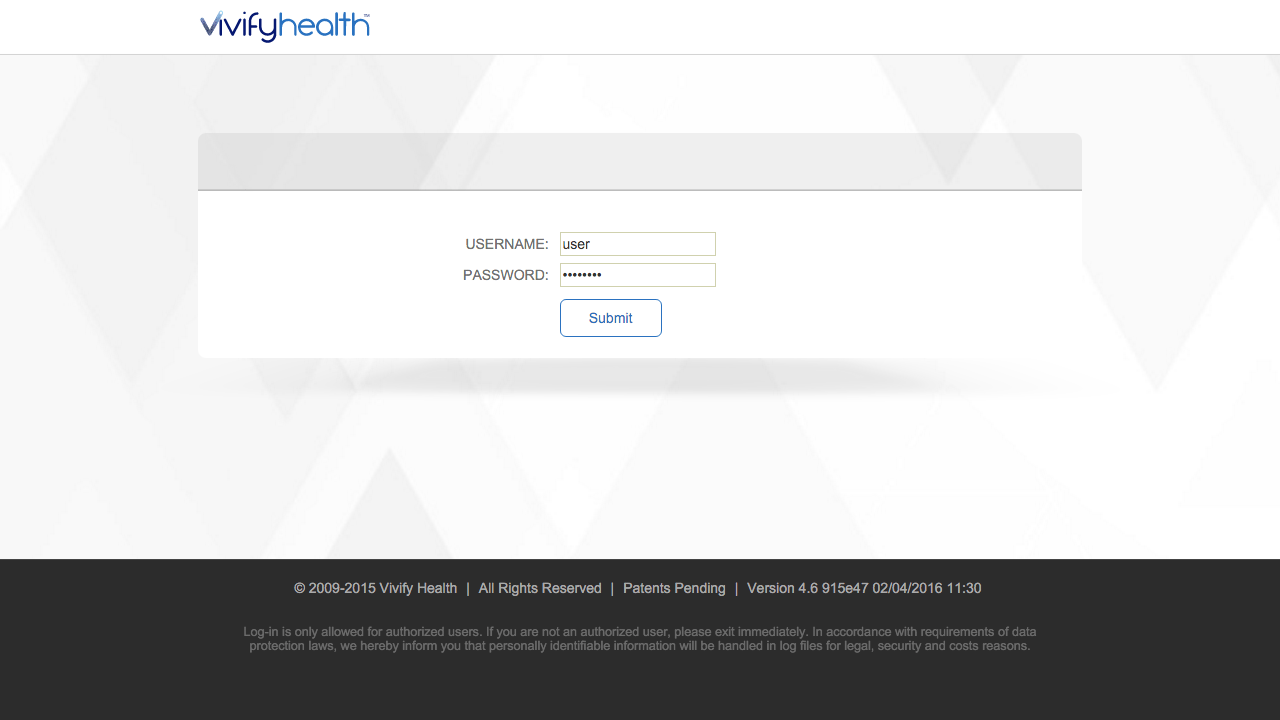 vivifyhealth™
USERNAME: user
PASSWORD: ••••••••
Submit
© 2009-2015 Vivify Health | All Rights Reserved | Patents Pending | Version 4.6 915e47 02/04/2016 11:30
Log-in is only allowed for authorized users. If you are not an authorized user, please exit immediately. In accordance with requirements of data
protection laws, we hereby inform you that personally identifiable information will be handled in log files for legal, security and costs reasons.